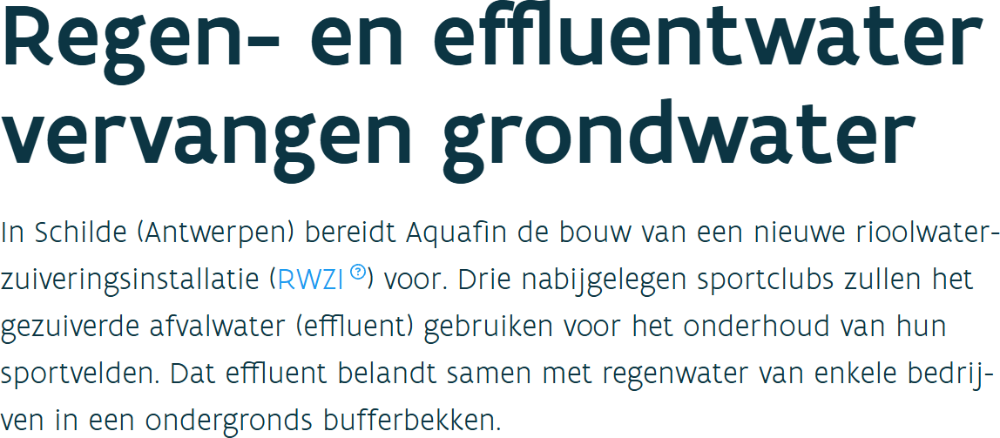 Regen- en effluentwater
vervangen grondwater
In Schilde (Antwerpen) bereidt Aquafin de bouw van een nieuwe rioolwater-
zuiveringsinstallatie (RWZI ?) voor. Drie nabijgelegen sportclubs zullen het
gezuiverde afvalwater (effluent) gebruiken voor het onderhoud van hun
sportvelden. Dat effluent belandt samen met regenwater van enkele bedrij-
ven in een ondergronds bufferbekken.